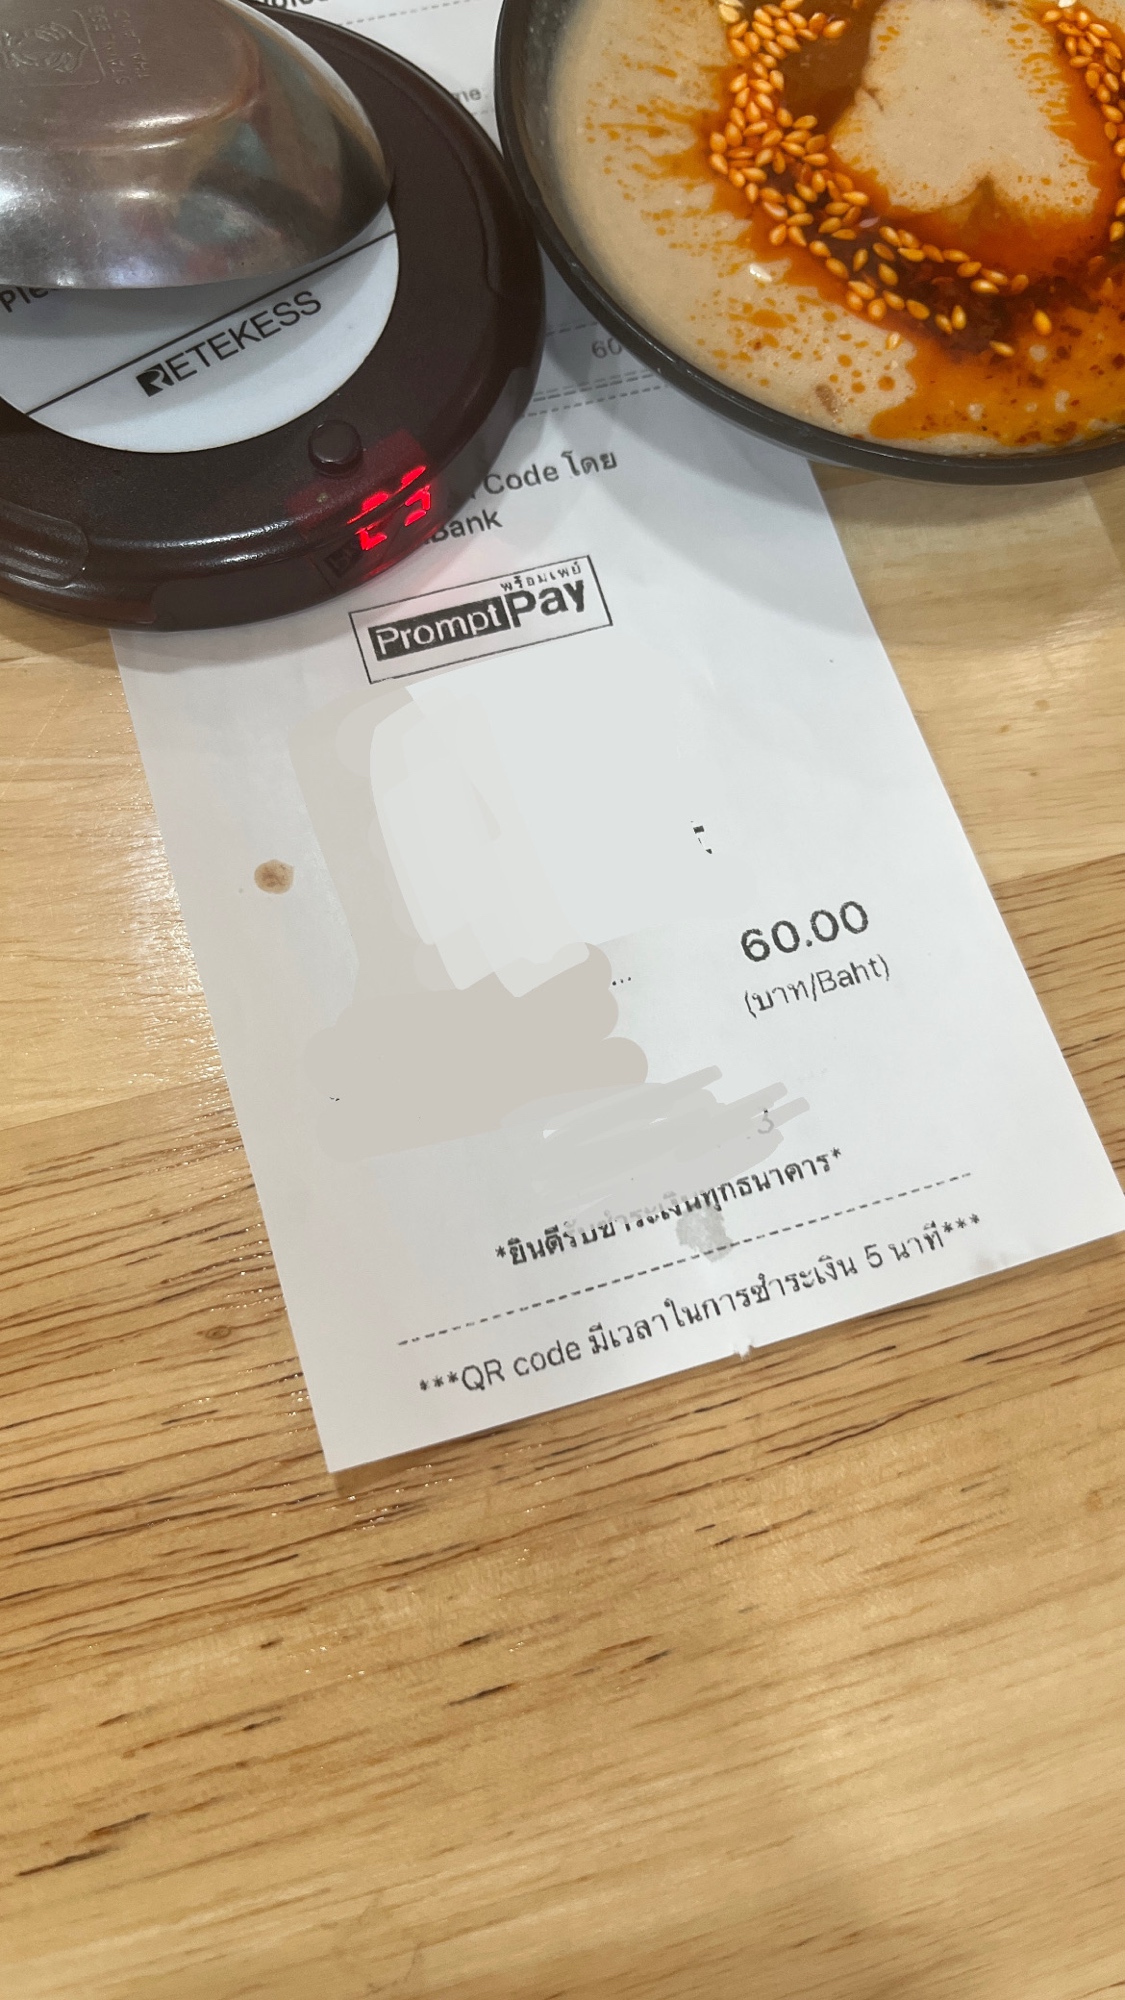 RETEKESS
60
Code โดย
Bank
พร้อมเพย์
PromptPay
60.00
(บาท/Baht)
*ยินดีรับชำระเงินทุกธนาคาร*
***QR code มีเวลาในการชำระเงิน 5 นาที***